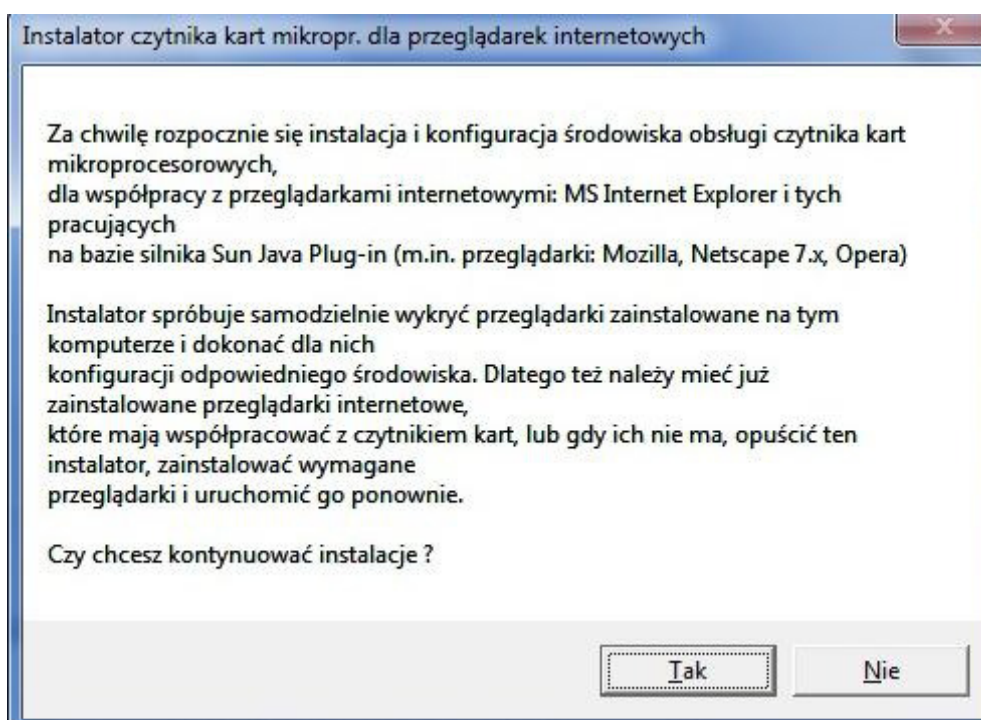 Instalator czytnika kart mikropr. dla przeglądarek internetowych
Za chwilę rozpocznie się instalacja i konfiguracja środowiska obsługi czytnika kart
mikroprocesorowych,
dla współpracy z przeglądarkami internetowymi: MS Internet Explorer i tych
pracujących
na bazie silnika Sun Java Plug-in (m.in. przeglądarki: Mozilla, Netscape 7.x, Opera)
Instalator spróbuje samodzielnie wykryć przeglądarki zainstalowane na tym
komputerze i dokonać dla nich
konfiguracji odpowiedniego środowiska. Dlatego też należy mieć już
zainstalowane przeglądarki internetowe,
które mają współpracować z czytnikiem kart, lub gdy ich nie ma, opuścić ten
instalator, zainstalować wymagane
przeglądarki i uruchomić go ponownie.
Czy chcesz kontynuować instalacje ?
Tak Nie